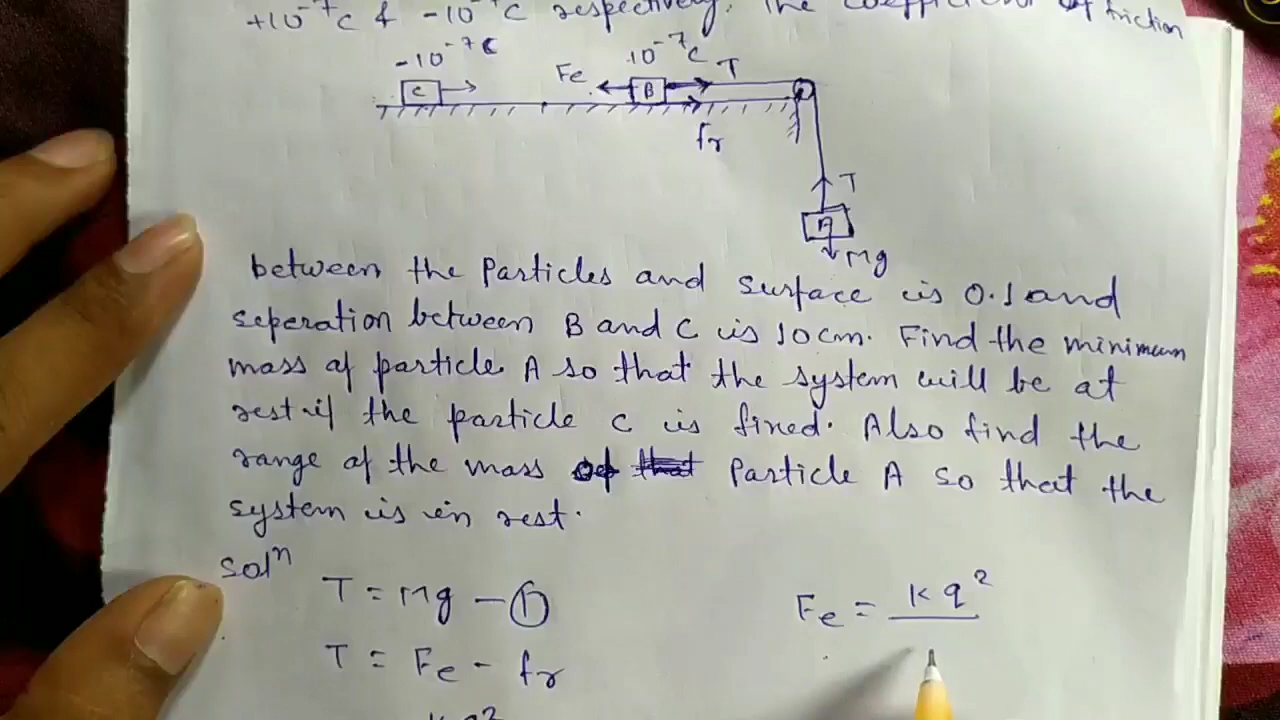 +10⁻⁷C & -10⁻⁷C respectively. The coefficient of friction
-10⁻⁷C
10⁻⁷C
Fe
T
C
B
fr
T
A
Mg
between the Particles and surface is 0.1 and
seperation between B and C is 10cm. Find the minimum
mass of particle A so that the system will be at
rest if the particle C is fixed. Also find the
range of the mass of Particle A so that the
system is in rest.
Solⁿ
T = Mg — ①
Fe = kq²
T = Fe - fr
kq²